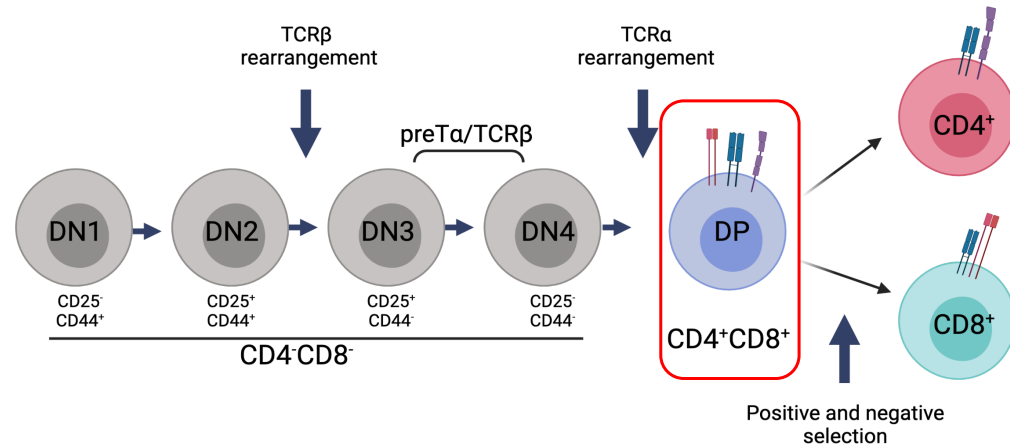 TCRβ
rearrangement
TCRα
rearrangement
preTα/TCRβ
DN1
DN2
DN3
DN4
DP
CD4⁺
CD8⁺
CD25⁻
CD44⁺
CD25⁺
CD44⁺
CD25⁺
CD44⁻
CD25⁻
CD44⁻
CD4⁻CD8⁻
CD4⁺CD8⁺
Positive and negative
selection